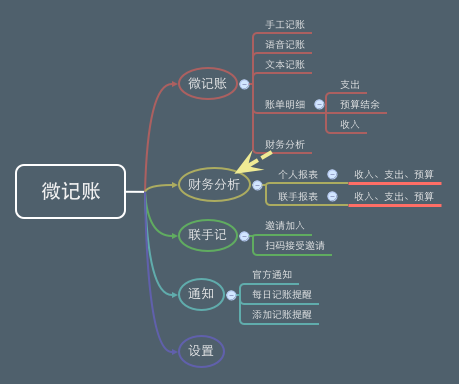 微记账
微记账
手工记账
语音记账
文本记账
账单明细
支出
预算结余
收入
财务分析
财务分析
个人报表
收入、支出、预算
联手报表
收入、支出、预算
联手记
邀请加入
扫码接受邀请
通知
官方通知
每日记账提醒
添加记账提醒
设置